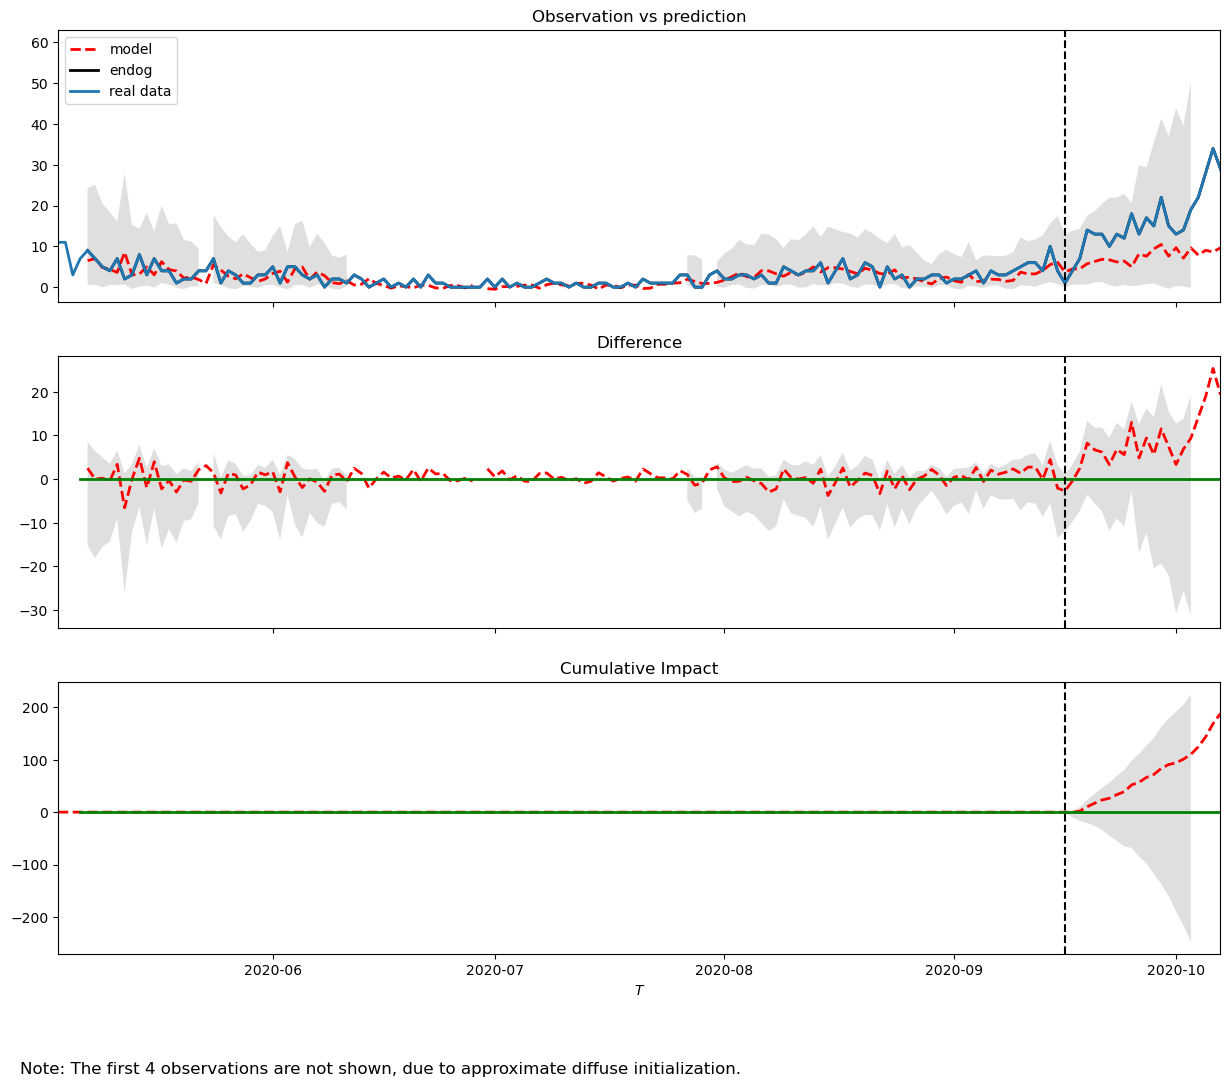 Observation vs prediction
60
50
40
30
20
10
0
model
endog
real data
Difference
20
10
0
−10
−20
−30
Cumulative Impact
200
100
0
−100
−200
2020-06 2020-07 2020-08 2020-09 2020-10
T
Note: The first 4 observations are not shown, due to approximate diffuse initialization.